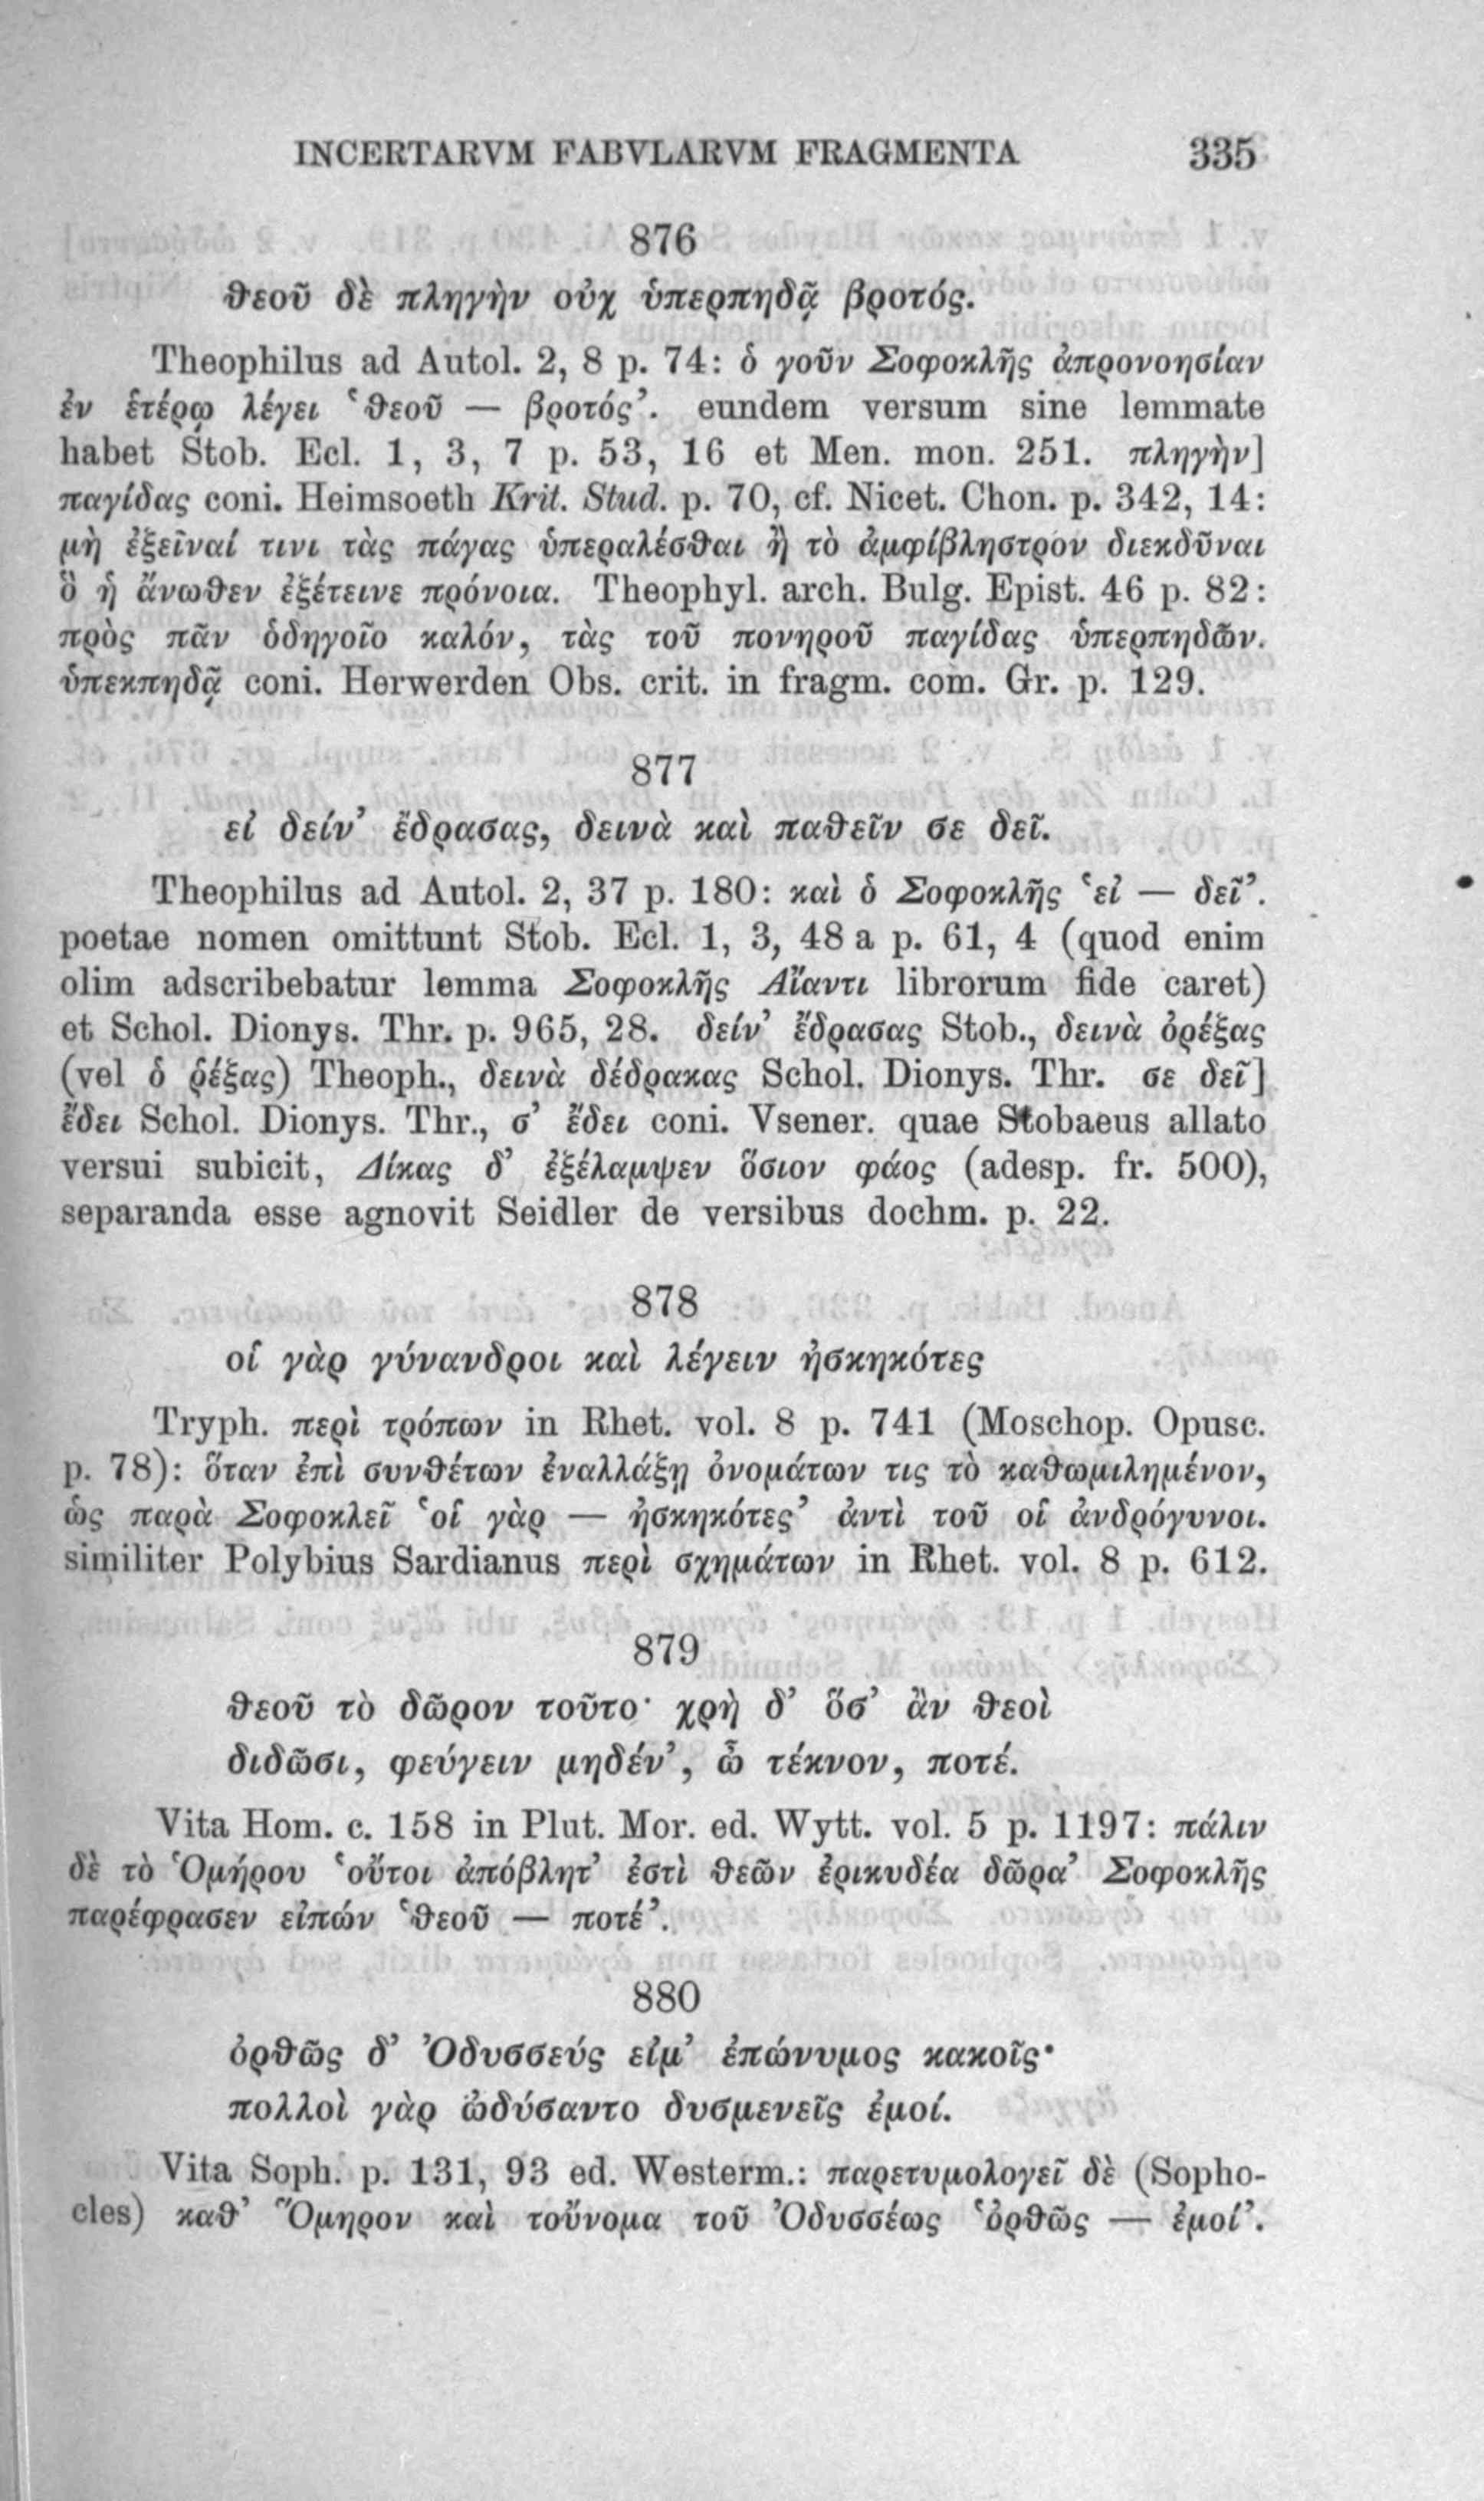 INCERTARVM FABVLARVM FRAGMENTA 335
876
θεοῦ δὲ πληγὴν οὐχ ὑπερπηδᾷ βροτός.
Theophilus ad Autol. 2, 8 p. 74: ὁ γοῦν Σοφοκλῆς ἀπρονοησίαν
ἐν ἑτέρῳ λέγει ‛θεοῦ — βροτός’. eundem versum sine lemmate
habet Stob. Ecl. 1, 3, 7 p. 53, 16 et Men. mon. 251. πληγὴν]
παγίδας coni. Heimsoeth Krit. Stud. p. 70, cf. Nicet. Chon. p. 342, 14:
μὴ ἐξεῖναί τινι τὰς πάγας ὑπεραλέσθαι ἢ τὸ ἀμφίβληστρον διεκδῦναι
ὃ ἡ ἄνωθεν ἐξέτεινε πρόνοια. Theophyl. arch. Bulg. Epist. 46 p. 82:
πρὸς πᾶν ὁδηγοῖο καλόν, τὰς τοῦ πονηροῦ παγίδας ὑπερπηδῶν.
ὑπεκπηδᾷ coni. Herwerden Obs. crit. in fragm. com. Gr. p. 129.
877
εἰ δείν’ ἔδρασας, δεινὰ καὶ παθεῖν σε δεῖ.
Theophilus ad Autol. 2, 37 p. 180: καὶ ὁ Σοφοκλῆς ‛εἰ — δεῖ’.
poetae nomen omittunt Stob. Ecl. 1, 3, 48 a p. 61, 4 (quod enim
olim adscribebatur lemma Σοφοκλῆς Αἴαντι librorum fide caret)
et Schol. Dionys. Thr. p. 965, 28. δείν’ ἔδρασας Stob., δεινὰ ὀρέξας
(vel ὁ ῥέξας) Theoph., δεινὰ δέδρακας Schol. Dionys. Thr. σε δεῖ]
ἔδει Schol. Dionys. Thr., σ’ ἔδει coni. Vsener. quae Stobaeus allato
versui subicit, Δίκας δ’ ἐξέλαμψεν ὅσιον φάος (adesp. fr. 500),
separanda esse agnovit Seidler de versibus dochm. p. 22.
878
οἱ γὰρ γύνανδροι καὶ λέγειν ἠσκηκότες
Tryph. περὶ τρόπων in Rhet. vol. 8 p. 741 (Moschop. Opusc.
p. 78): ὅταν ἐπὶ συνθέτων ἐναλλάξῃ ὀνομάτων τις τὸ καθωμιλημένον,
ὡς παρὰ Σοφοκλεῖ ‛οἱ γὰρ — ἠσκηκότες’ ἀντὶ τοῦ οἱ ἀνδρόγυνοι.
similiter Polybius Sardianus περὶ σχημάτων in Rhet. vol. 8 p. 612.
879
θεοῦ τὸ δῶρον τοῦτο· χρὴ δ’ ὅσ’ ἂν θεοὶ
διδῶσι, φεύγειν μηδέν’, ὦ τέκνον, ποτέ.
Vita Hom. c. 158 in Plut. Mor. ed. Wytt. vol. 5 p. 1197: πάλιν
δὲ τὸ Ὁμήρου ‛οὔτοι ἀπόβλητ’ ἐστὶ θεῶν ἐρικυδέα δῶρα’ Σοφοκλῆς
παρέφρασεν εἰπών ‛θεοῦ — ποτέ’.
880
ὀρθῶς δ’ Ὀδυσσεύς εἰμ’ ἐπώνυμος κακοῖς·
πολλοὶ γὰρ ὠδύσαντο δυσμενεῖς ἐμοί.
Vita Soph. p. 131, 93 ed. Westerm.: παρετυμολογεῖ δὲ (Sopho-
cles) καθ’ Ὅμηρον καὶ τοὔνομα τοῦ Ὀδυσσέως ‛ὀρθῶς — ἐμοί’.